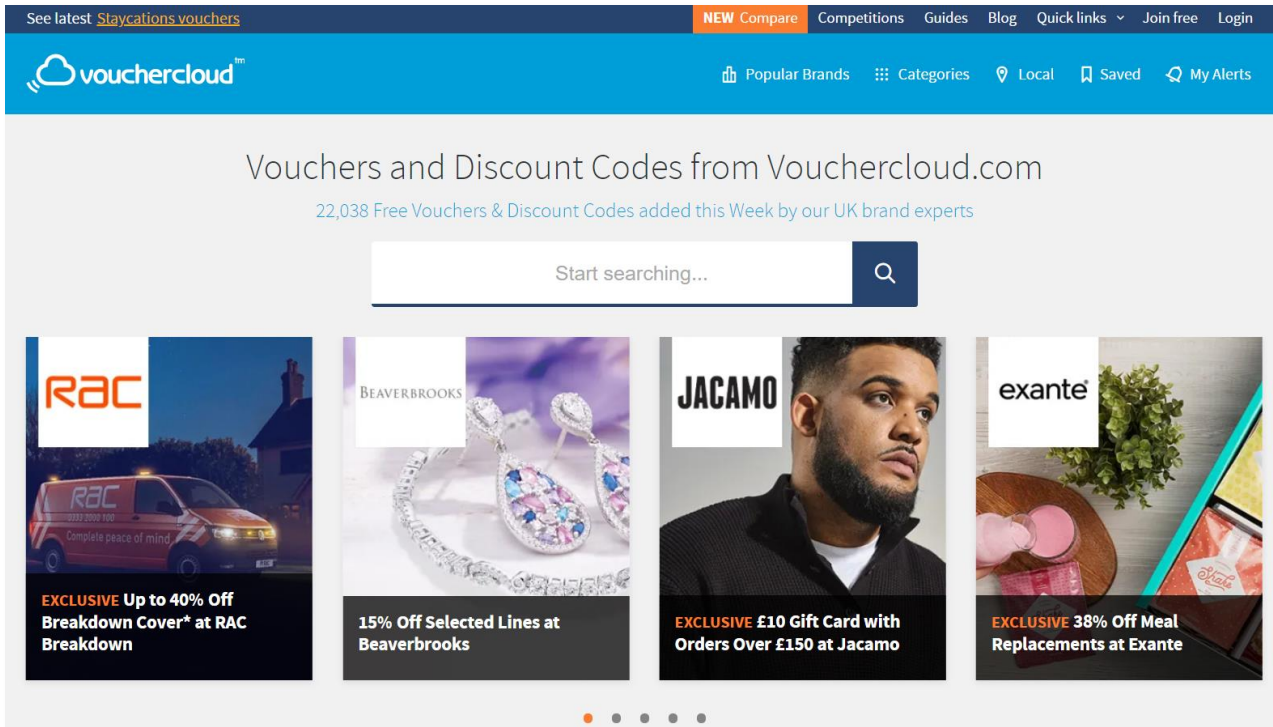 See latest Staycations vouchers
NEW Compare Competitions Guides Blog Quick links Join free Login
vouchercloud™
Popular Brands Categories Local Saved My Alerts
Vouchers and Discount Codes from Vouchercloud.com
22,038 Free Vouchers & Discount Codes added this Week by our UK brand experts
Start searching...
RAC
RAC
0333 2000 100
Complete peace of mind
EXCLUSIVE Up to 40% Off
Breakdown Cover* at RAC
Breakdown
BEAVERBROOKS
15% Off Selected Lines at
Beaverbrooks
JACAMO
EXCLUSIVE £10 Gift Card with
Orders Over £150 at Jacamo
exante
Shake
EXCLUSIVE 38% Off Meal
Replacements at Exante